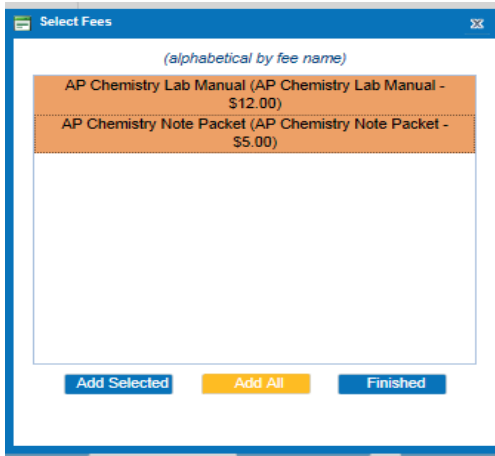 Select Fees
(alphabetical by fee name)
AP Chemistry Lab Manual (AP Chemistry Lab Manual -
$12.00)
AP Chemistry Note Packet (AP Chemistry Note Packet -
$5.00)
Add Selected
Add All
Finished